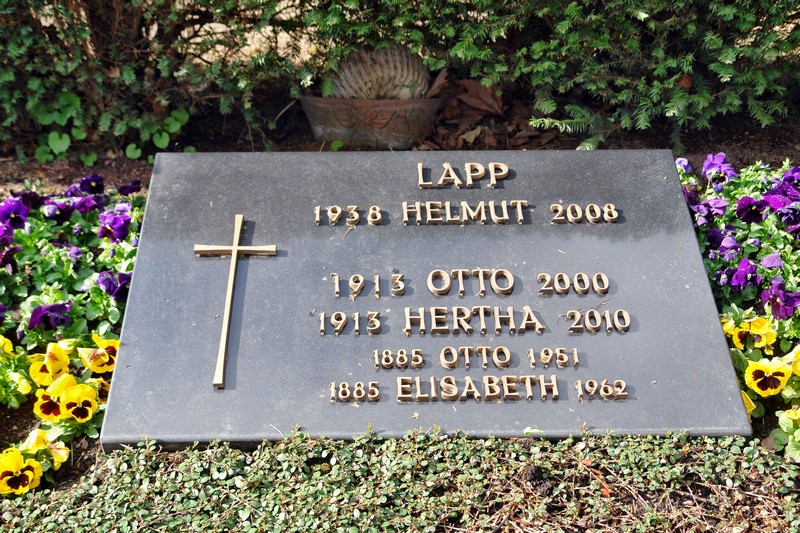 LAPP
1938 HELMUT 2008
1913 OTTO 2000
1913 HERTHA 2010
1885 OTTO 1951
1885 ELISABETH 1962